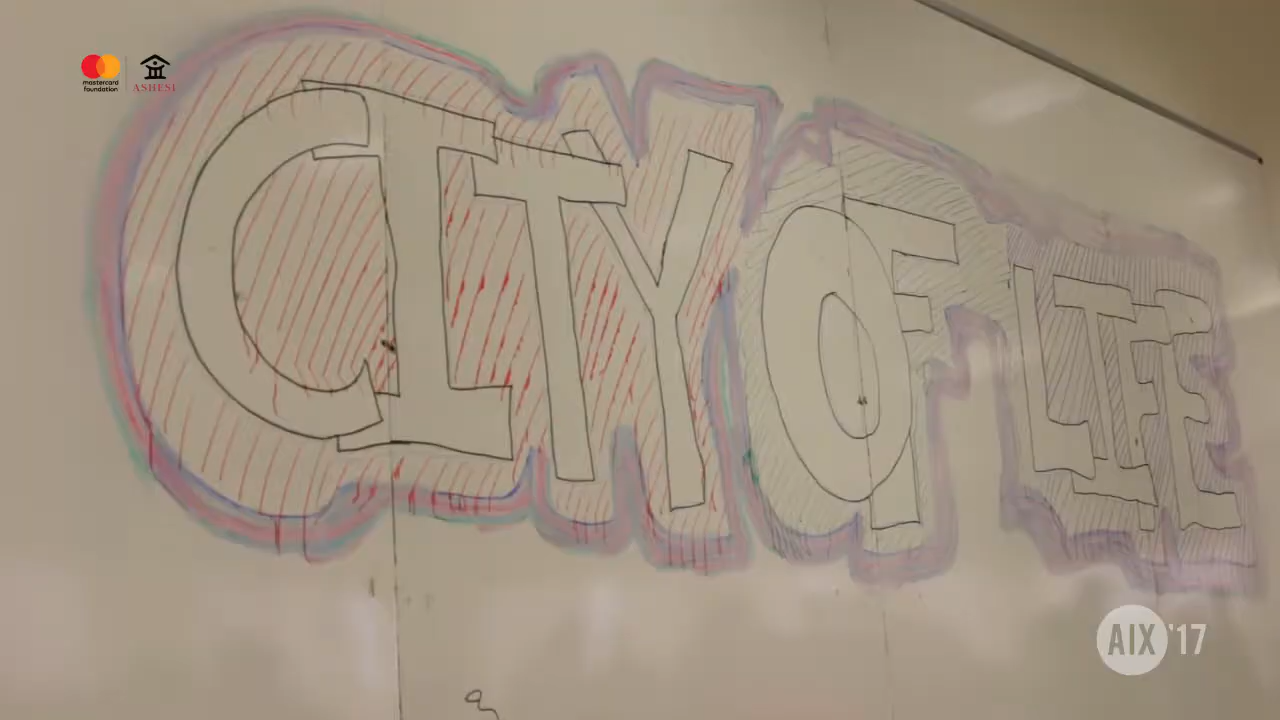 mastercard
foundation
ASHESI
CITY OF LIFE
AIX '17